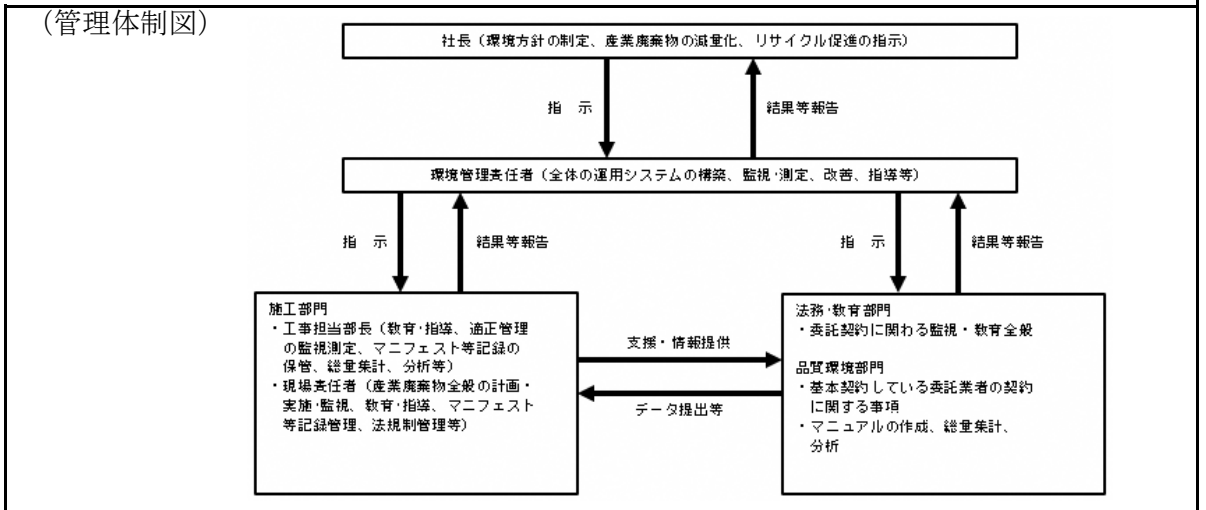 （管理体制図）
社長（環境方針の制定、産業廃棄物の減量化、リサイクル促進の指示）
指　示
結果等報告
環境管理責任者（全体の運用システムの構築、監視･測定、改善、指導等）
指　示
結果等報告
指　示
結果等報告
施工部門
・工事担当部長（教育･指導、適正管理
の監視測定、マニフェスト等記録の
保管、総量集計、分析等）
・現場責任者（産業廃棄物全般の計画・
実施･監視、教育･指導、マニフェスト
等記録管理、法規制管理等）
支援・情報提供
データ提出等
法務･教育部門
・委託契約に関わる監視・教育全般
品質環境部門
・基本契約している委託業者の契約
に関する事項
・マニュアルの作成、総量集計、
分析